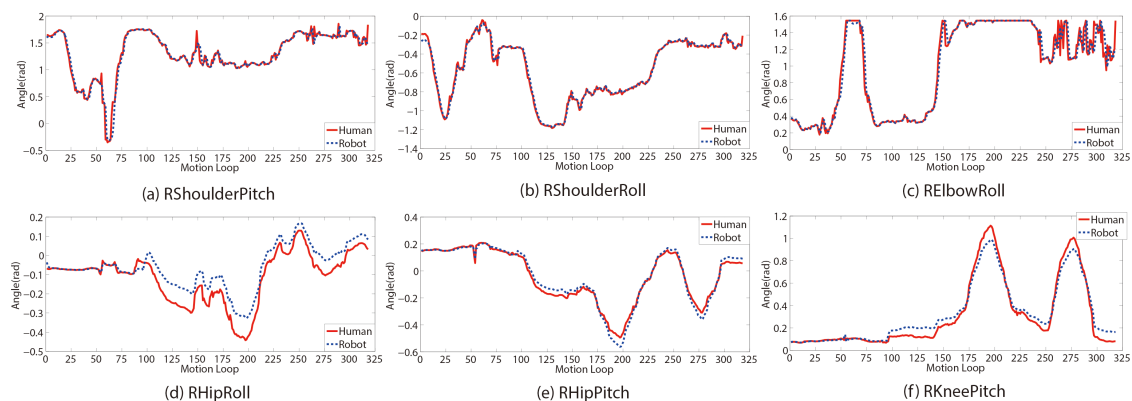 Angle(rad)
2
1.5
1
0.5
0
−0.5
Human
Robot
0 25 50 75 100 125 150 175 200 225 250 275 300 325
Motion Loop
(a) RShoulderPitch
Angle(rad)
0
−0.2
−0.4
−0.6
−0.8
−1
−1.2
−1.4
Human
Robot
0 25 50 75 100 125 150 175 200 225 250 275 300 325
Motion Loop
(b) RShoulderRoll
Angle(rad)
1.6
1.4
1.2
1
0.8
0.6
0.4
0.2
0
Human
Robot
0 25 50 75 100 125 150 175 200 225 250 275 300 325
Motion Loop
(c) RElbowRoll
Angle(rad)
0.2
0.1
0
−0.1
−0.2
−0.3
−0.4
−0.5
Human
Robot
0 25 50 75 100 125 150 175 200 225 250 275 300 325
Motion Loop
(d) RHipRoll
Angle(rad)
0.4
0.2
0
−0.2
−0.4
−0.6
Human
Robot
0 25 50 75 100 125 150 175 200 225 250 275 300 325
Motion Loop
(e) RHipPitch
Angle(rad)
1.2
1
0.8
0.6
0.4
0.2
0
Human
Robot
0 25 50 75 100 125 150 175 200 225 250 275 300 325
Motion Loop
(f) RKneePitch